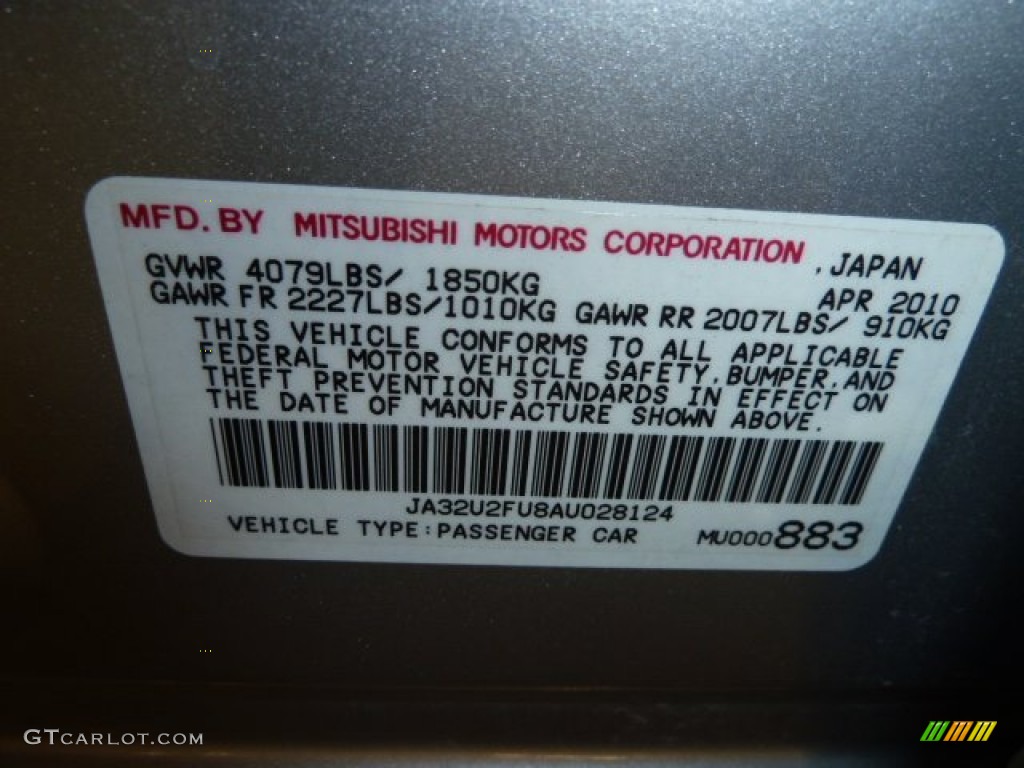 MFD. BY MITSUBISHI MOTORS CORPORATION , JAPAN
GVWR 4079LBS/ 1850KG APR 2010
GAWR FR 2227LBS/1010KG GAWR RR 2007LBS/ 910KG
THIS VEHICLE CONFORMS TO ALL APPLICABLE
FEDERAL MOTOR VEHICLE SAFETY, BUMPER, AND
THEFT PREVENTION STANDARDS IN EFFECT ON
THE DATE OF MANUFACTURE SHOWN ABOVE.
JA32U2FU8AU028124
VEHICLE TYPE:PASSENGER CAR MU000883
GTCARLOT.COM